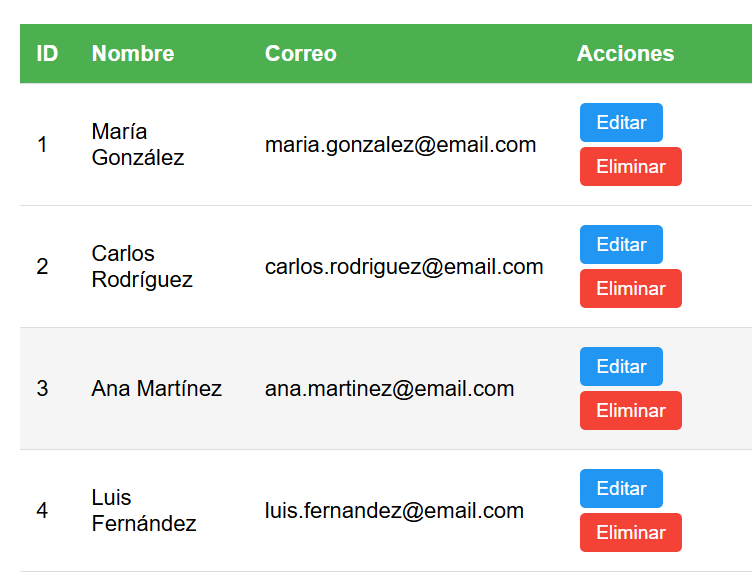 ID Nombre Correo Acciones
1 María González maria.gonzalez@email.com Editar Eliminar
2 Carlos Rodríguez carlos.rodriguez@email.com Editar Eliminar
3 Ana Martínez ana.martinez@email.com Editar Eliminar
4 Luis Fernández luis.fernandez@email.com Editar Eliminar